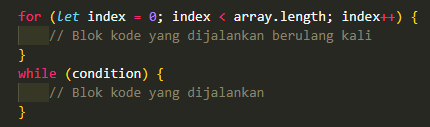 for (let index = 0; index < array.length; index++) {
    // Blok kode yang dijalankan berulang kali
}
while (condition) {
    // Blok kode yang dijalankan
}